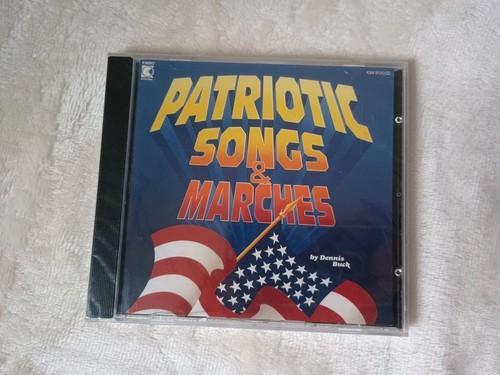 PATRIOTIC
SONGS
&
MARCHES
by Dennis
Buck